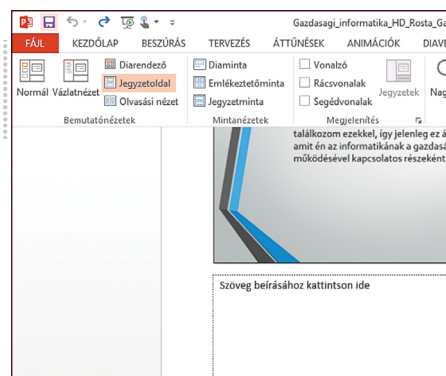 Gazdasagi_informatika_HD_Rosta_Ga
FÁJL KEZDŐLAP BESZÚRÁS TERVEZÉS ÁTTŰNÉSEK ANIMÁCIÓK DIAVE
Normál Vázlatnézet Diarendező Jegyzetoldal Olvasási nézet
Diaminta Emlékeztetőminta Jegyzetminta
Vonalzó Rácsvonalak Segédvonalak Jegyzetek Nag
Bemutatónézetek Mintanézetek Megjelenítés
találkozom ezekkel, így jelenleg ez á
amit én az informatikának a gazdasá
működésével kapcsolatos részeként
Szöveg beírásához kattintson ide